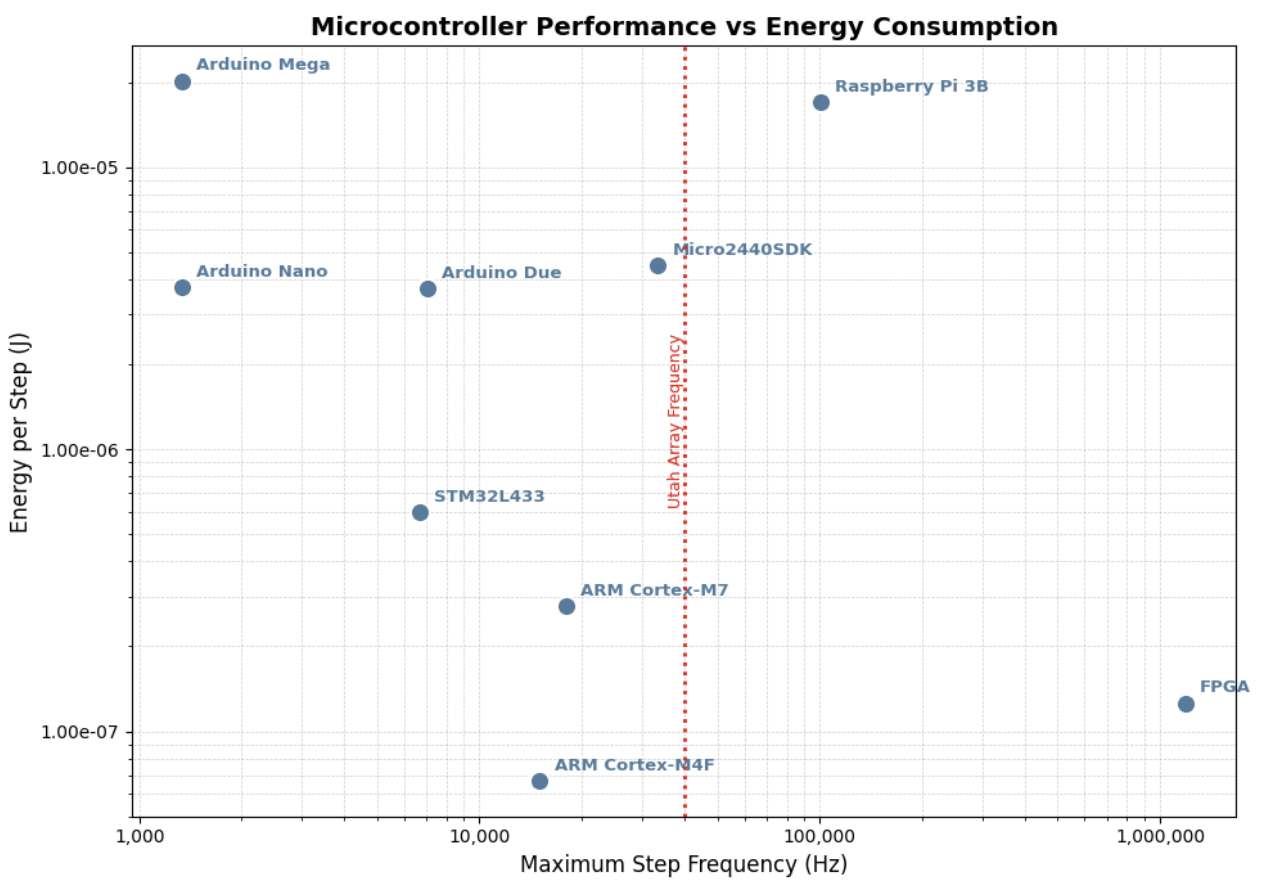 Microcontroller Performance vs Energy Consumption
Arduino Mega
Raspberry Pi 3B
1.00e-05
Micro2440SDK
Arduino Nano
Arduino Due
Energy per Step (J)
Utah Array Frequency
1.00e-06
STM32L433
ARM Cortex-M7
FPGA
1.00e-07
ARM Cortex-M4F
1,000
10,000
100,000
1,000,000
Maximum Step Frequency (Hz)